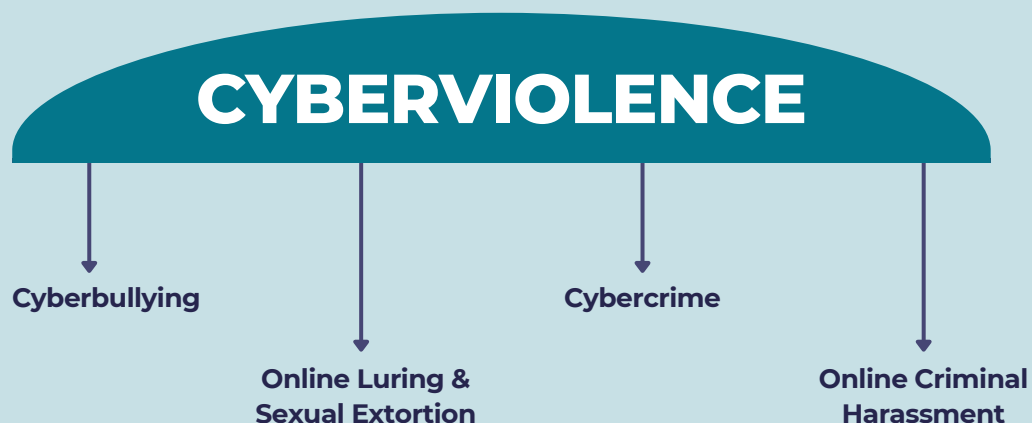 CYBERVIOLENCE
Cyberbullying
Online Luring &
Sexual Extortion
Cybercrime
Online Criminal
Harassment